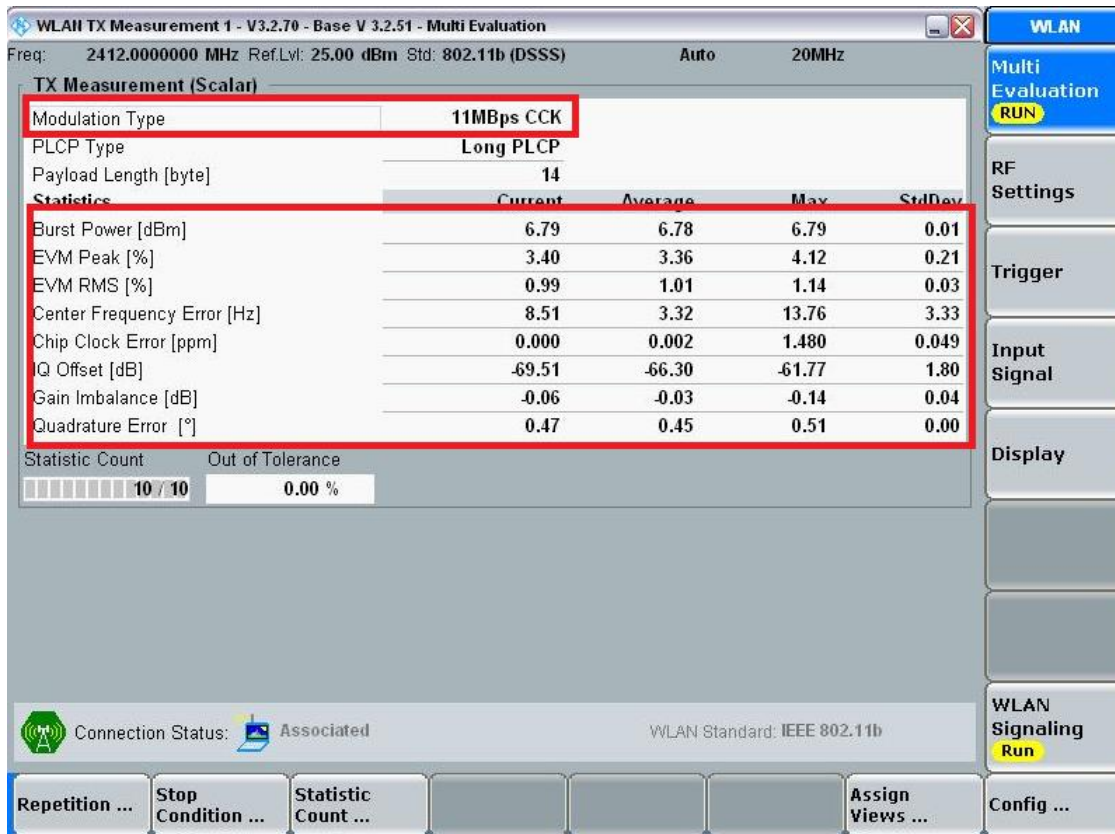 WLAN TX Measurement 1 - V3.2.70 - Base V 3.2.51 - Multi Evaluation
WLAN
Freq: 2412.0000000 MHz Ref.Lvl: 25.00 dBm Std: 802.11b (DSSS) Auto 20MHz
Multi
Evaluation
RUN
TX Measurement (Scalar)
Modulation Type 11MBps CCK
PLCP Type Long PLCP
Payload Length [byte] 14
Statistics Current Average Max StdDev
Burst Power [dBm] 6.79 6.78 6.79 0.01
EVM Peak [%] 3.40 3.36 4.12 0.21
EVM RMS [%] 0.99 1.01 1.14 0.03
Center Frequency Error [Hz] 8.51 3.32 13.76 3.33
Chip Clock Error [ppm] 0.000 0.002 1.480 0.049
IQ Offset [dB] -69.51 -66.30 -61.77 1.80
Gain Imbalance [dB] -0.06 -0.03 -0.14 0.04
Quadrature Error [°] 0.47 0.45 0.51 0.00
Statistic Count Out of Tolerance
10 / 10 0.00 %
RF
Settings
Trigger
Input
Signal
Display
Connection Status: Associated WLAN Standard: IEEE 802.11b
WLAN
Signaling
Run
Repetition ...
Stop
Condition ...
Statistic
Count ...
Assign
Views ...
Config ...